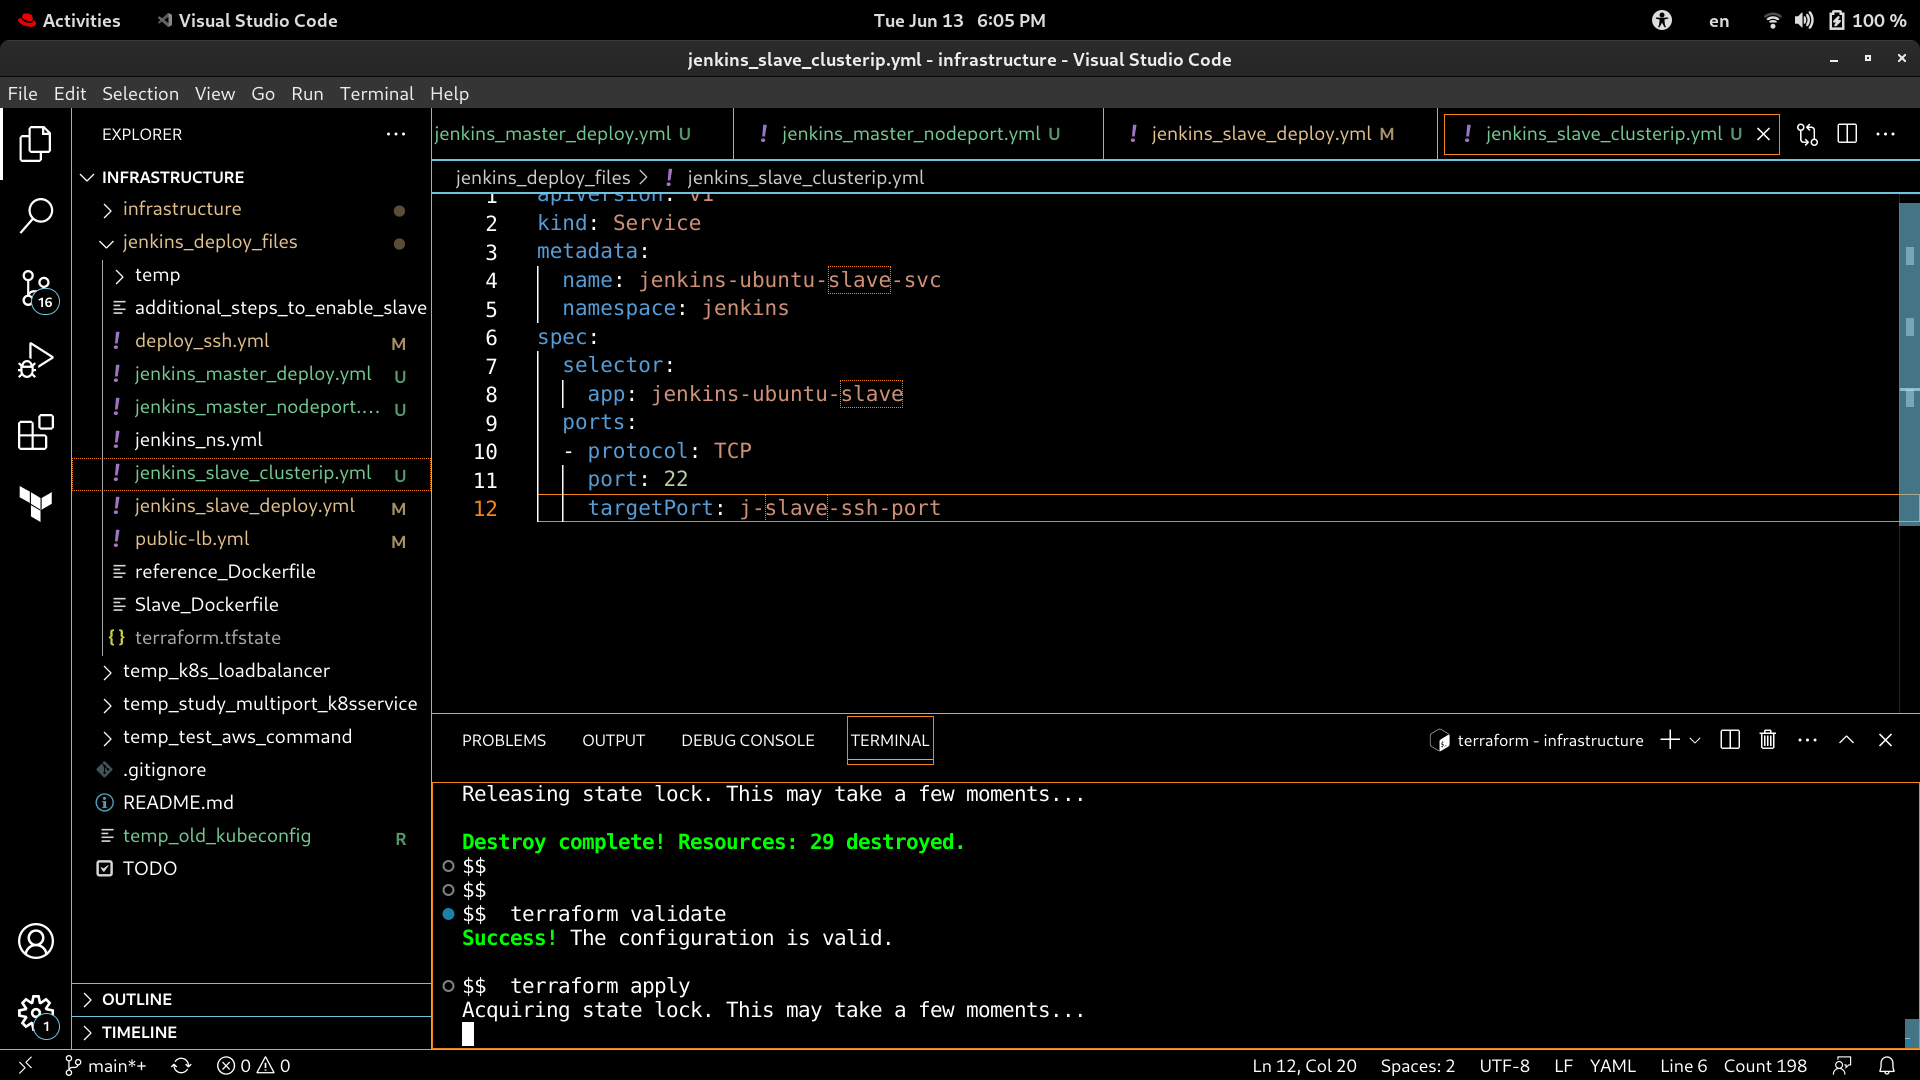 Activities
Visual Studio Code
Tue Jun 13 6:05 PM
en
100 %
jenkins_slave_clusterip.yml - infrastructure - Visual Studio Code
File Edit Selection View Go Run Terminal Help
EXPLORER
INFRASTRUCTURE
infrastructure
jenkins_deploy_files
temp
additional_steps_to_enable_slave
deploy_ssh.yml M
jenkins_master_deploy.yml U
jenkins_master_nodeport.... U
jenkins_ns.yml
jenkins_slave_clusterip.yml U
jenkins_slave_deploy.yml M
public-lb.yml M
reference_Dockerfile
Slave_Dockerfile
terraform.tfstate
temp_k8s_loadbalancer
temp_study_multiport_k8sservice
temp_test_aws_command
.gitignore
README.md
temp_old_kubeconfig R
TODO
OUTLINE
TIMELINE
16
1
jenkins_master_deploy.yml U
! jenkins_master_nodeport.yml U
! jenkins_slave_deploy.yml M
! jenkins_slave_clusterip.yml U
jenkins_deploy_files > ! jenkins_slave_clusterip.yml
1 apiVersion: v1
2 kind: Service
3 metadata:
4 name: jenkins-ubuntu-slave-svc
5 namespace: jenkins
6 spec:
7 selector:
8 app: jenkins-ubuntu-slave
9 ports:
10 - protocol: TCP
11 port: 22
12 targetPort: j-slave-ssh-port
PROBLEMS OUTPUT DEBUG CONSOLE TERMINAL
terraform - infrastructure
Releasing state lock. This may take a few moments...
Destroy complete! Resources: 29 destroyed.
$$
$$
$$ terraform validate
Success! The configuration is valid.
$$ terraform apply
Acquiring state lock. This may take a few moments...
main*+ 0 0
Ln 12, Col 20 Spaces: 2 UTF-8 LF YAML Line 6 Count 198